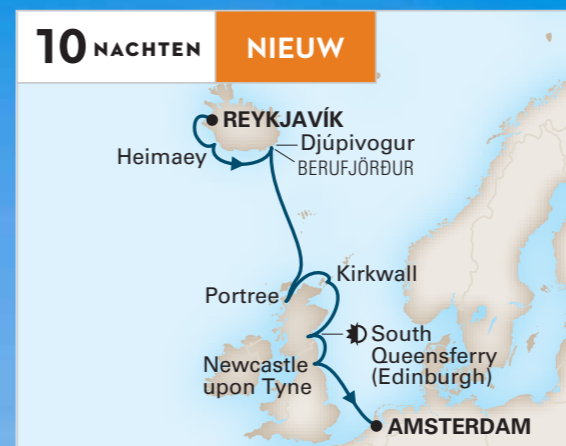 10 NACHTEN
NIEUW
REYKJAVÍK
Djúpivogur
Heimaey
BERUFJÖRÐUR
Kirkwall
Portree
South
Queensferry
(Edinburgh)
Newcastle
upon Tyne
AMSTERDAM